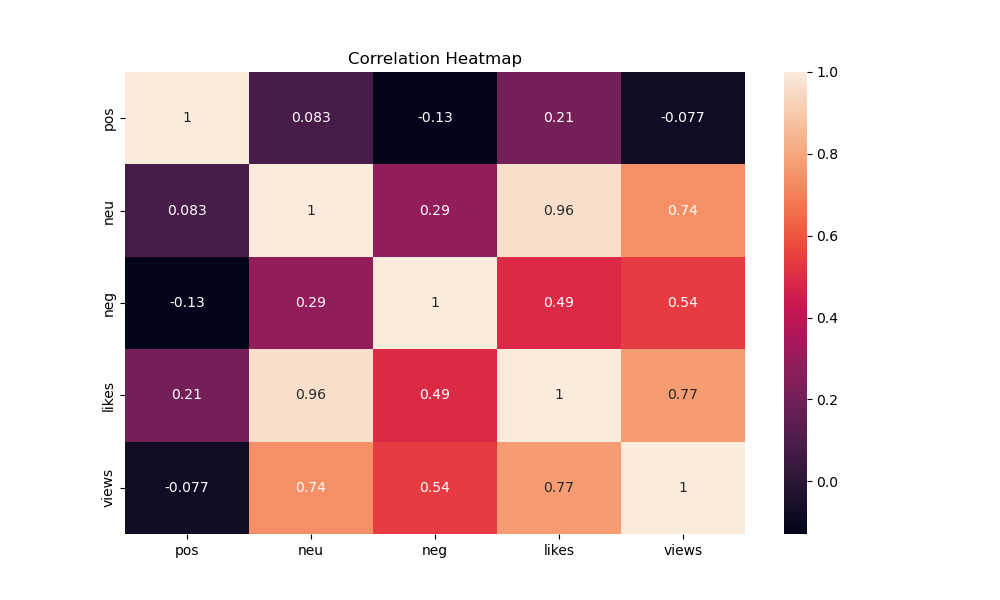 Correlation Heatmap
pos 1 0.083 -0.13 0.21 -0.077
neu 0.083 1 0.29 0.96 0.74
neg -0.13 0.29 1 0.49 0.54
likes 0.21 0.96 0.49 1 0.77
views -0.077 0.74 0.54 0.77 1
pos neu neg likes views
1.0
0.8
0.6
0.4
0.2
0.0